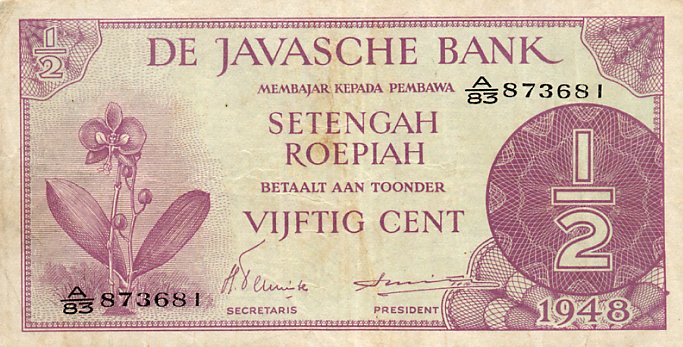 1/2
DE JAVASCHE BANK
MEMBAJAR KEPADA PEMBAWA
A/83 873681
SETENGAH
ROEPIAH
BETAALT AAN TOONDER
VIJFTIG CENT
1/2
A/83 873681
SECRETARIS
PRESIDENT
1948